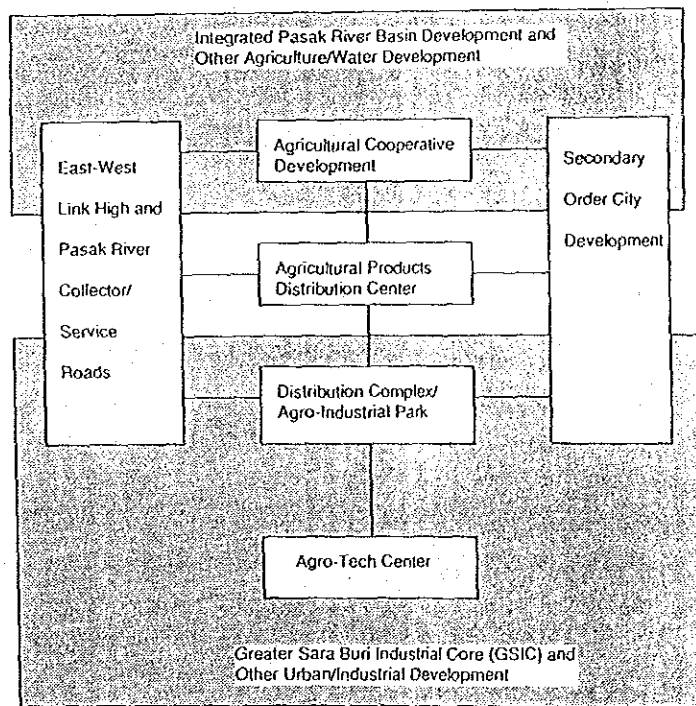 Integrated Pasak River Basin Development and
Other Agriculture/Water Development
East-West
Link High and
Pasak River
Collector/
Service
Roads
Agricultural Cooperative
Development
Agricultural Products
Distribution Center
Distribution Complex/
Agro-Industrial Park
Agro-Tech Center
Secondary
Order City
Development
Greater Sara Buri Industrial Core (GSIC) and
Other Urban/Industrial Development